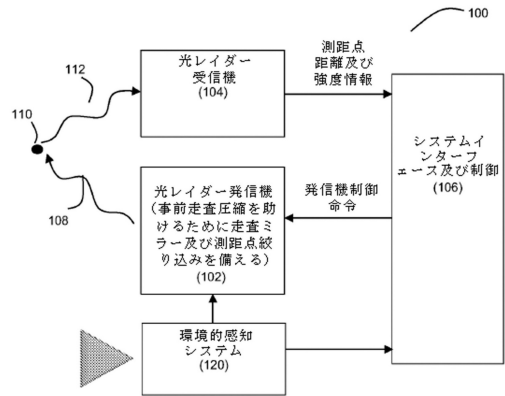 100
測距点
距離及び
強度情報
112
光レイダー
受信機
(104)
110
システムイ
ンターフ
ェース及び制御
(106)
光レイダー発信機
(事前走査圧縮を助
けるために走査ミ
ラー及び測距点絞
り込みを備える)
(102)
発信機制御
命令
108
環境的感知
システム
(120)